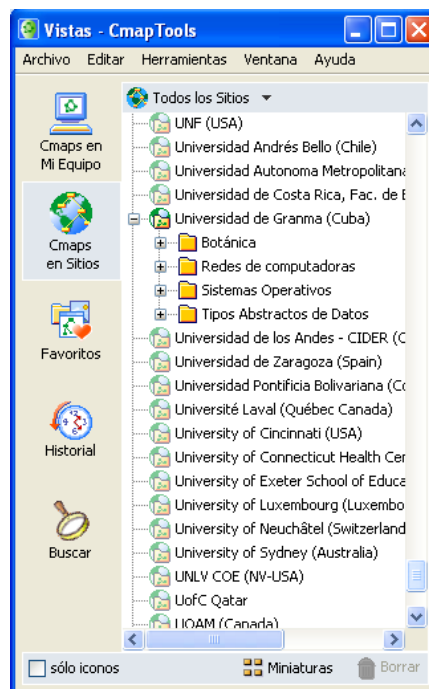 Vistas - CmapTools
Archivo Editar Herramientas Ventana Ayuda
Todos los Sitios
Cmaps en
Mi Equipo
Cmaps
en Sitios
Favoritos
Historial
Buscar
UNF (USA)
Universidad Andrés Bello (Chile)
Universidad Autonoma Metropolitana
Universidad de Costa Rica, Fac. de E
Universidad de Granma (Cuba)
Botánica
Redes de computadoras
Sistemas Operativos
Tipos Abstractos de Datos
Universidad de los Andes - CIDER (C
Universidad de Zaragoza (Spain)
Universidad Pontificia Bolivariana (Co
Université Laval (Québec Canada)
University of Cincinnati (USA)
University of Connecticut Health Cen
University of Exeter School of Educa
University of Luxembourg (Luxembo
University of Neuchâtel (Switzerland
University of Sydney (Australia)
UNLV COE (NV-USA)
UofC Qatar
UQAM (Canada)
sólo iconos
Miniaturas
Borrar